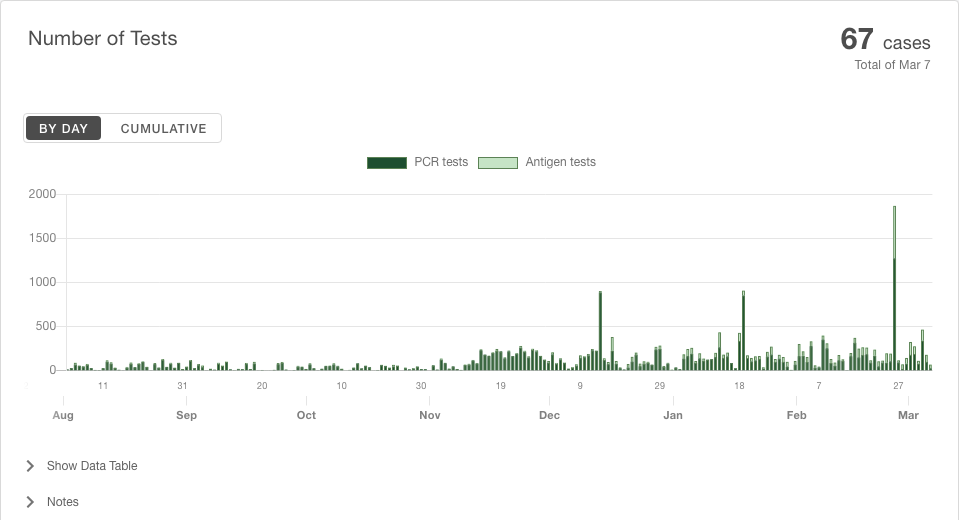 Number of Tests
67 cases
Total of Mar 7
BY DAY
CUMULATIVE
PCR tests
Antigen tests
2000
1500
1000
500
0
11 31 20 10 30 19 9 29 18 7 27
Aug Sep Oct Nov Dec Jan Feb Mar
Show Data Table
Notes